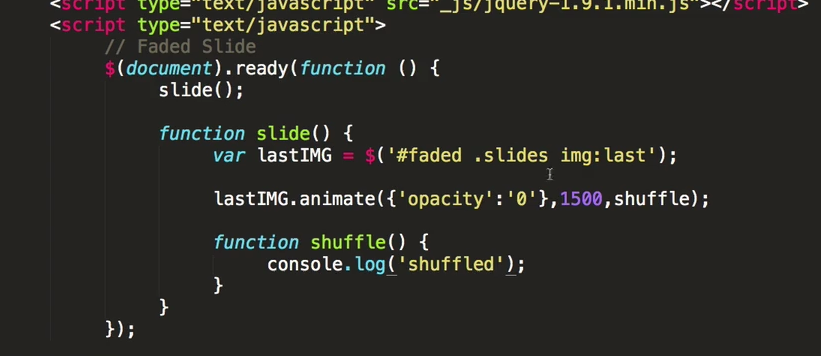 <script type="text/javascript" src="_js/jquery-1.9.1.min.js"></script>
<script type="text/javascript">
// Faded Slide
$(document).ready(function () {
slide();
function slide() {
var lastIMG = $('#faded .slides img:last');
lastIMG.animate({'opacity':'0'},1500,shuffle);
function shuffle() {
console.log('shuffled');
}
}
});